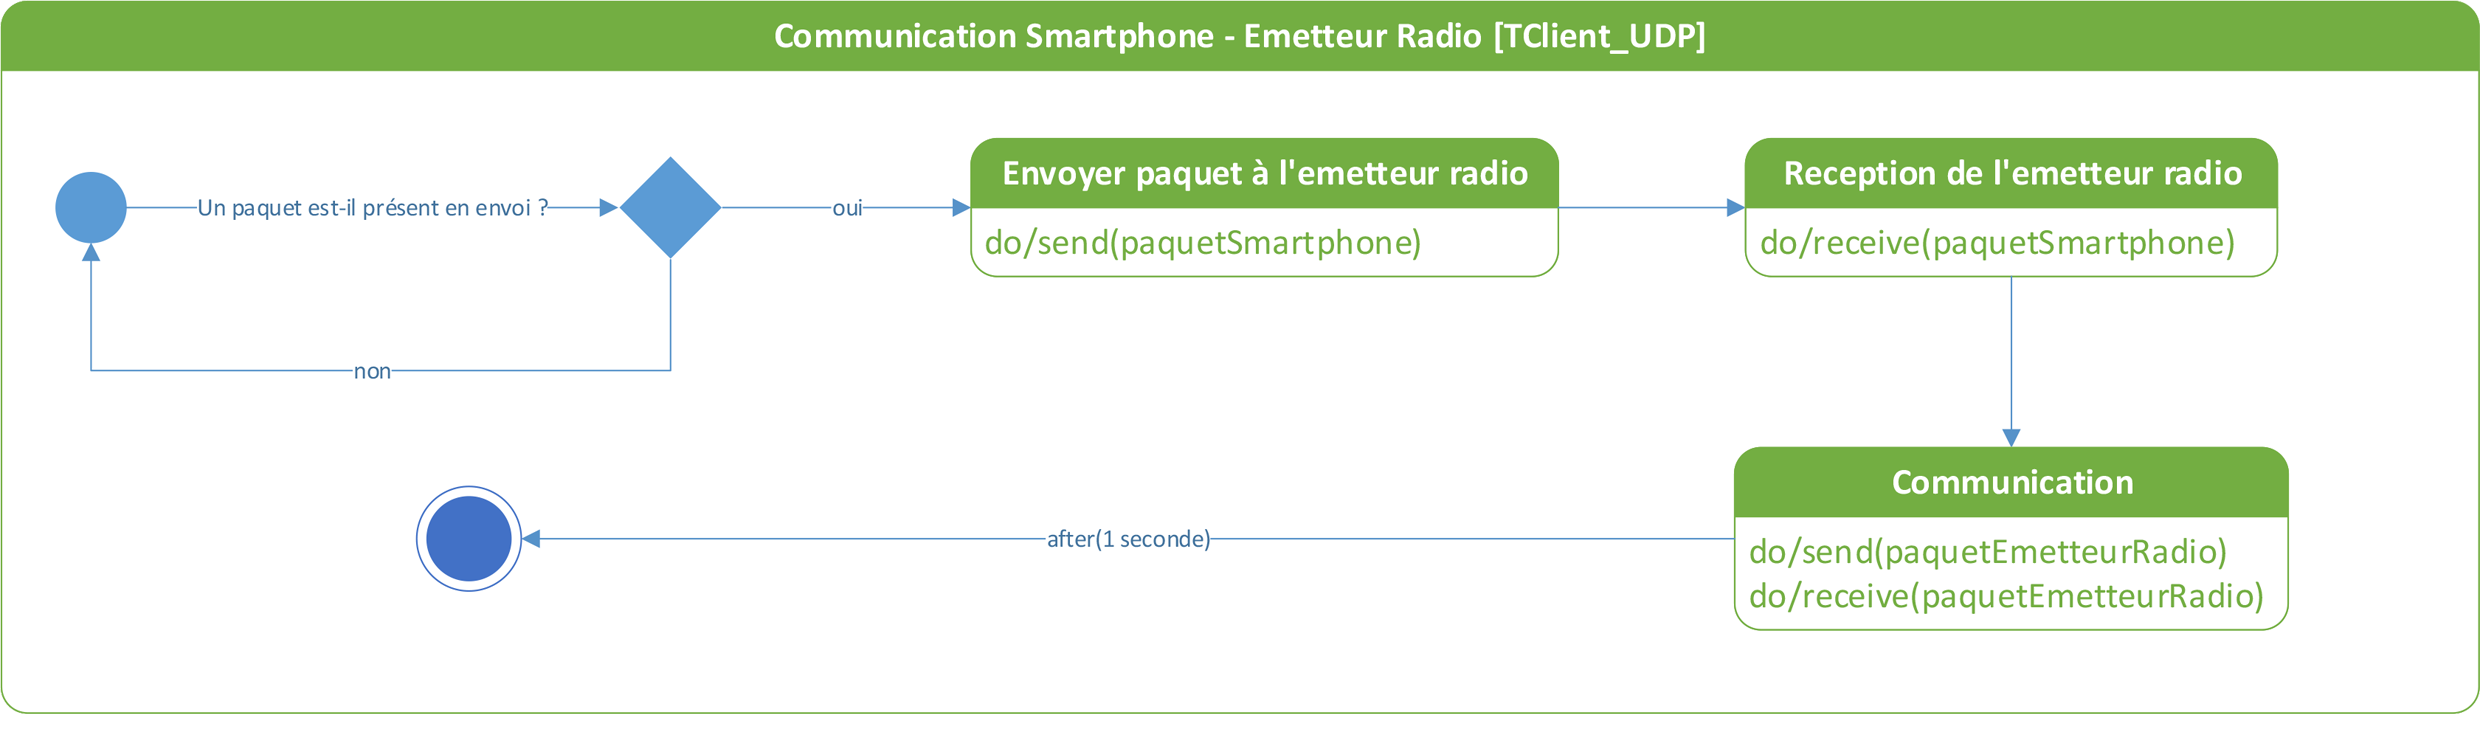 Communication Smartphone - Emetteur Radio [TClient_UDP]
Un paquet est-il présent en envoi ?
oui
Envoyer paquet à l'emetteur radio
do/send(paquetSmartphone)
Reception de l'emetteur radio
do/receive(paquetSmartphone)
non
Communication
do/send(paquetEmetteurRadio)
do/receive(paquetEmetteurRadio)
after(1 seconde)